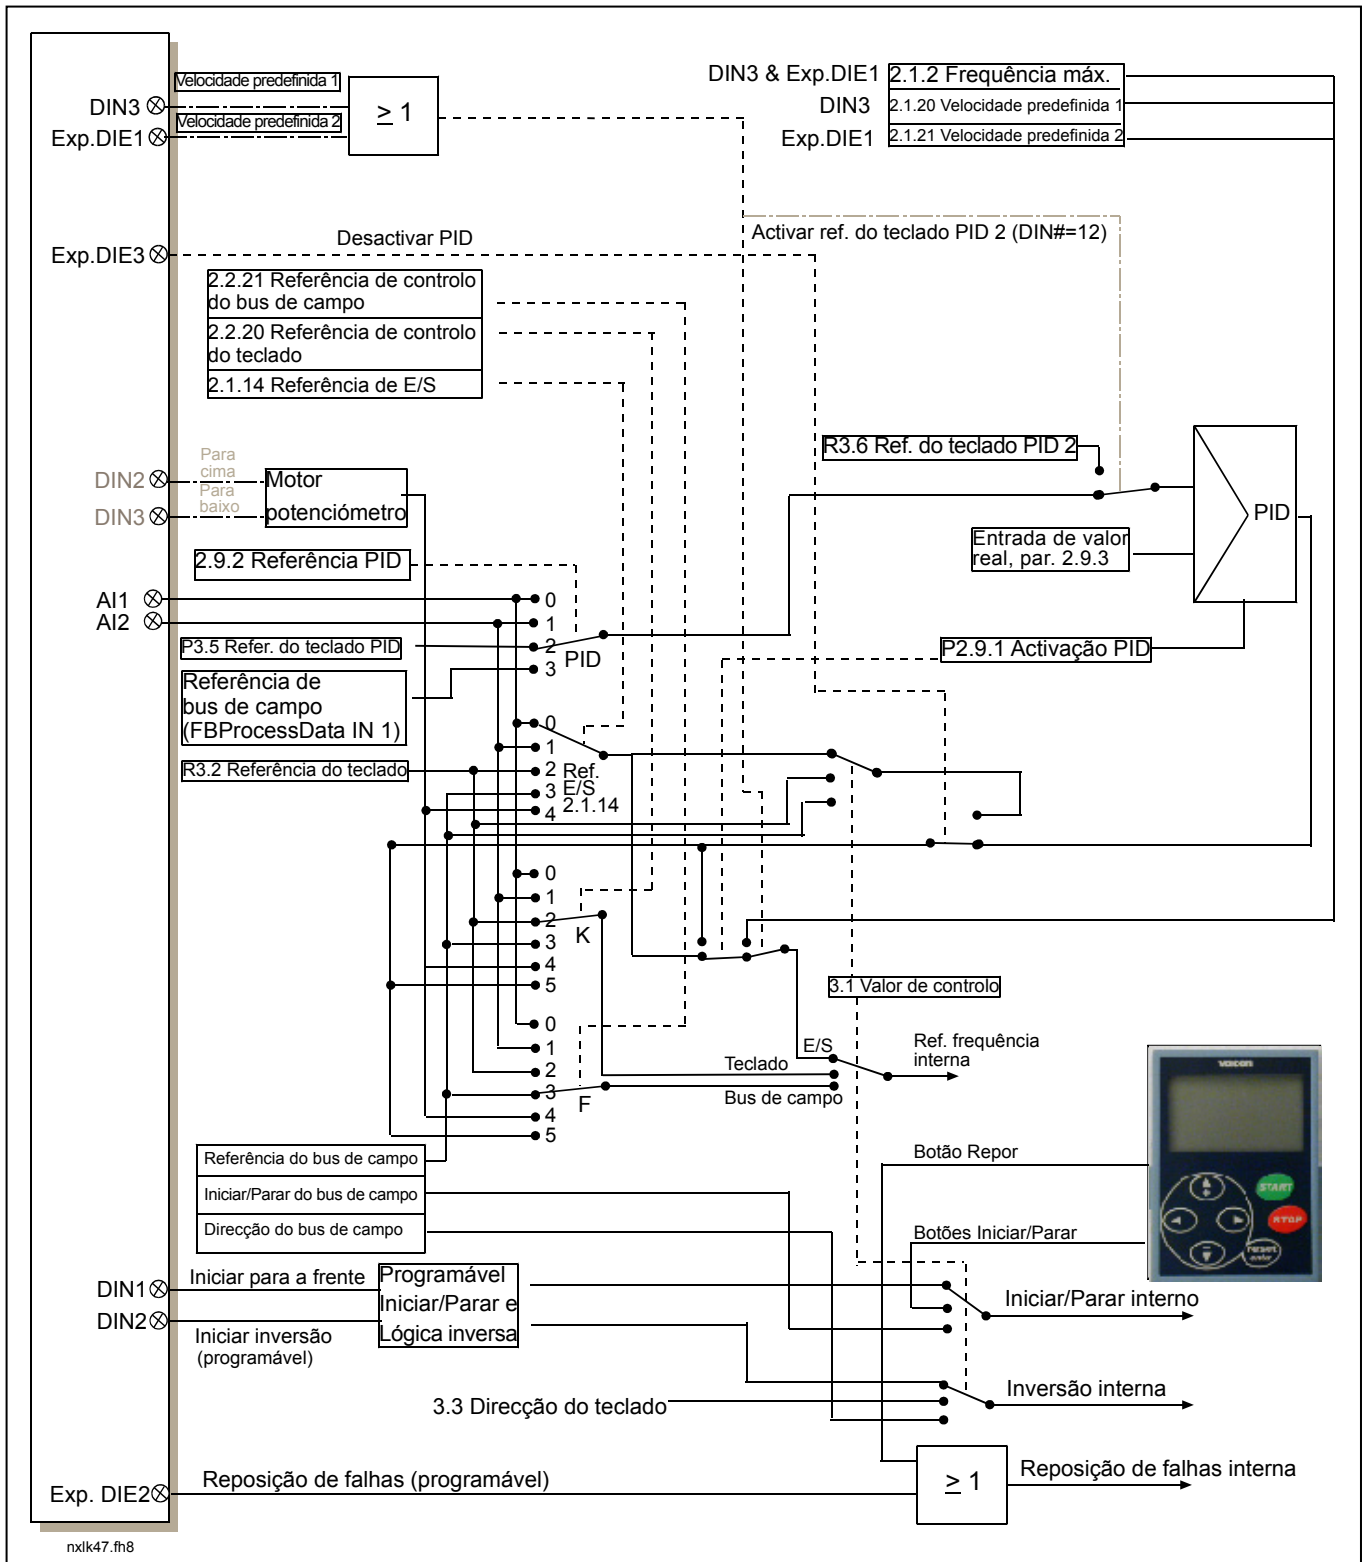 Velocidade predefinida 1
DIN3
Velocidade predefinida 2
Exp.DIE1
≥ 1
DIN3 & Exp.DIE1
2.1.2 Frequência máx.
DIN3
2.1.20 Velocidade predefinida 1
Exp.DIE1
2.1.21 Velocidade predefinida 2
Exp.DIE3
Desactivar PID
Activar ref. do teclado PID 2 (DIN#=12)
2.2.21 Referência de controlo
do bus de campo
2.2.20 Referência de controlo
do teclado
2.1.14 Referência de E/S
R3.6 Ref. do teclado PID 2
DIN2
Para
cima
Para
baixo
DIN3
Motor
potenciómetro
PID
Entrada de valor
real, par. 2.9.3
2.9.2 Referência PID
AI1
AI2
0
1
2
3
PID
P3.5 Refer. do teclado PID
P2.9.1 Activação PID
Referência de
bus de campo
(FBProcessData IN 1)
R3.2 Referência do teclado
0
1
2
3
4
Ref.
E/S
2.1.14
0
1
2
3
4
5
K
3.1 Valor de controlo
0
1
2
3
4
5
F
E/S
Teclado
Bus de campo
Ref. frequência
interna
Referência do bus de campo
Iniciar/Parar do bus de campo
Direcção do bus de campo
Botão Repor
Botões Iniciar/Parar
vacon
START
STOP
reset
enter
DIN1
Iniciar para a frente
DIN2
Iniciar inversão
(programável)
Programável
Iniciar/Parar e
Lógica inversa
Iniciar/Parar interno
3.3 Direcção do teclado
Inversão interna
Exp. DIE2
Reposição de falhas (programável)
≥ 1
Reposição de falhas interna
nxlk47.fh8